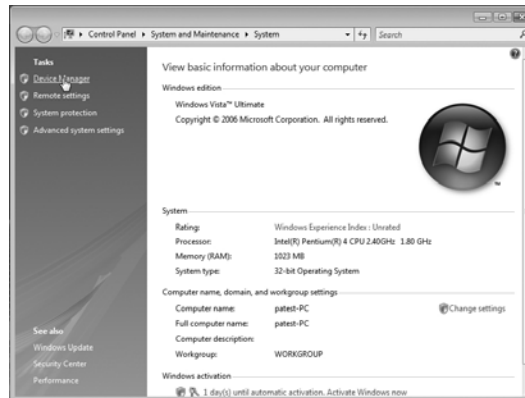 Control Panel ▸ System and Maintenance ▸ System
Search
Tasks
Device Manager
Remote settings
System protection
Advanced system settings
See also
Windows Update
Security Center
Performance
View basic information about your computer
Windows edition
Windows Vista™ Ultimate
Copyright © 2006 Microsoft Corporation. All rights reserved.
TM
System
Rating: Windows Experience Index: Unrated
Processor: Intel(R) Pentium(R) 4 CPU 2.40GHz 1.80 GHz
Memory (RAM): 1023 MB
System type: 32-bit Operating System
Computer name, domain, and workgroup settings
Computer name: patest-PC
Change settings
Full computer name: patest-PC
Computer description:
Workgroup: WORKGROUP
Windows activation
1 day(s) until automatic activation. Activate Windows now